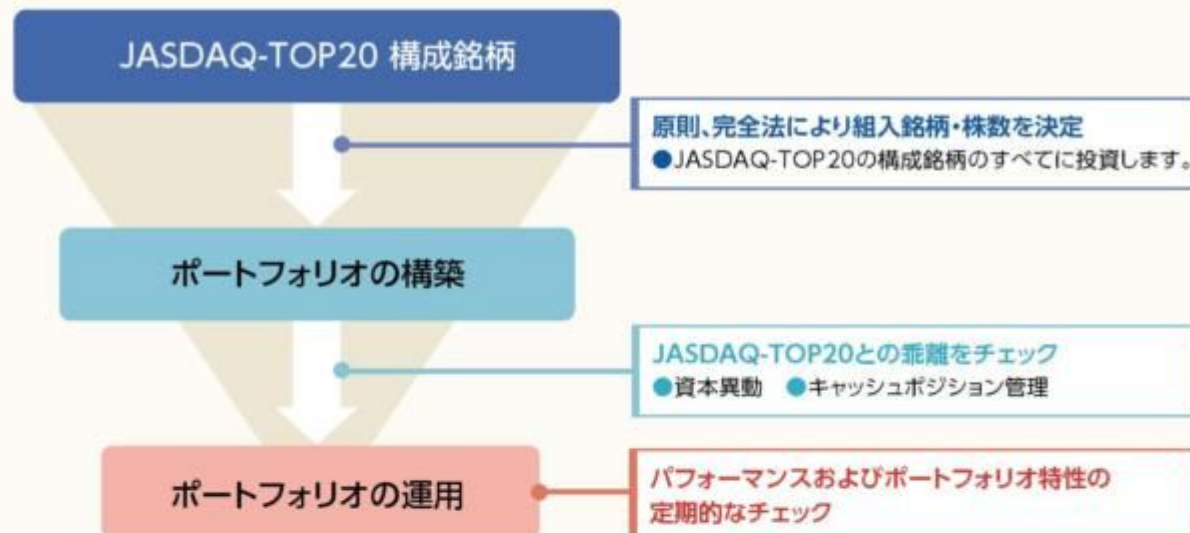 JASDAQ-TOP20 構成銘柄
原則、完全法により組入銘柄・株数を決定
●JASDAQ-TOP20の構成銘柄のすべてに投資します。
ポートフォリオの構築
JASDAQ-TOP20との乖離をチェック
●資本異動 ●キャッシュポジション管理
ポートフォリオの運用
パフォーマンスおよびポートフォリオ特性の
定期的なチェック